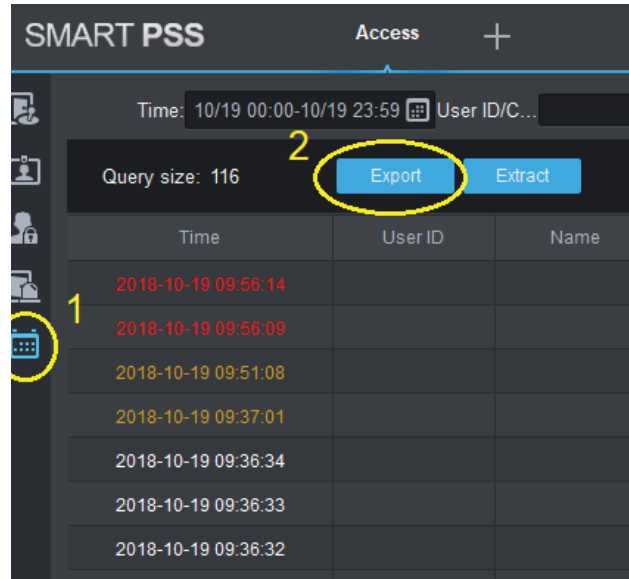 SMART PSS Access +
Time: 10/19 00:00-10/19 23:59 User ID/C...
2
Query size: 116 Export Extract
Time User ID Name
2018-10-19 09:56:14
1
2018-10-19 09:56:09
2018-10-19 09:51:08
2018-10-19 09:37:01
2018-10-19 09:36:34
2018-10-19 09:36:33
2018-10-19 09:36:32